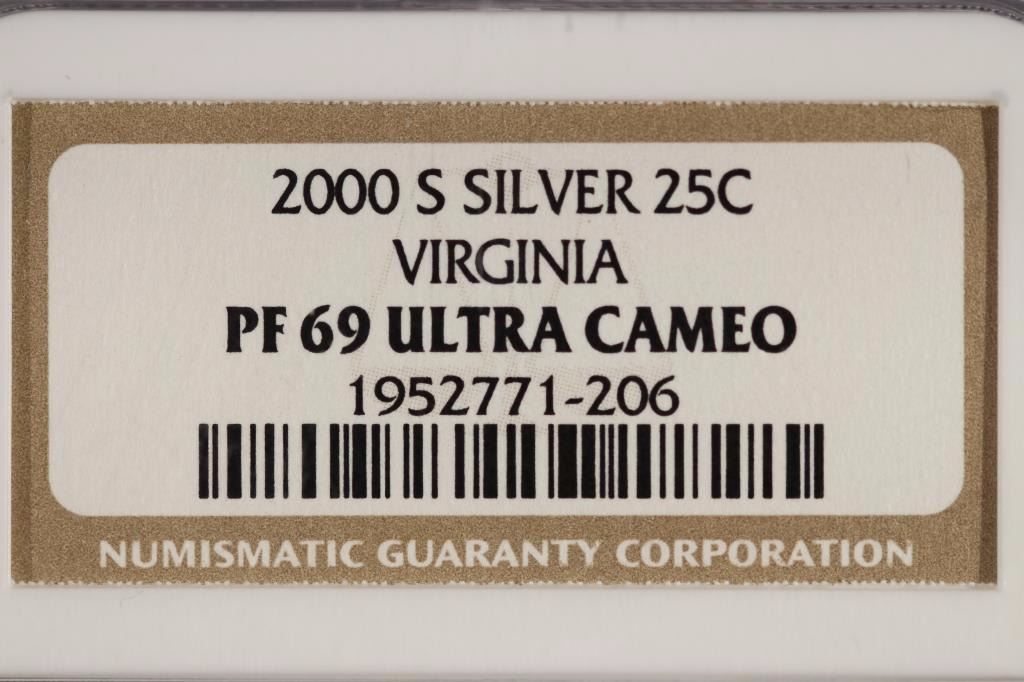 2000 S SILVER 25C
VIRGINIA
PF 69 ULTRA CAMEO
1952771-206
NUMISMATIC GUARANTY CORPORATION